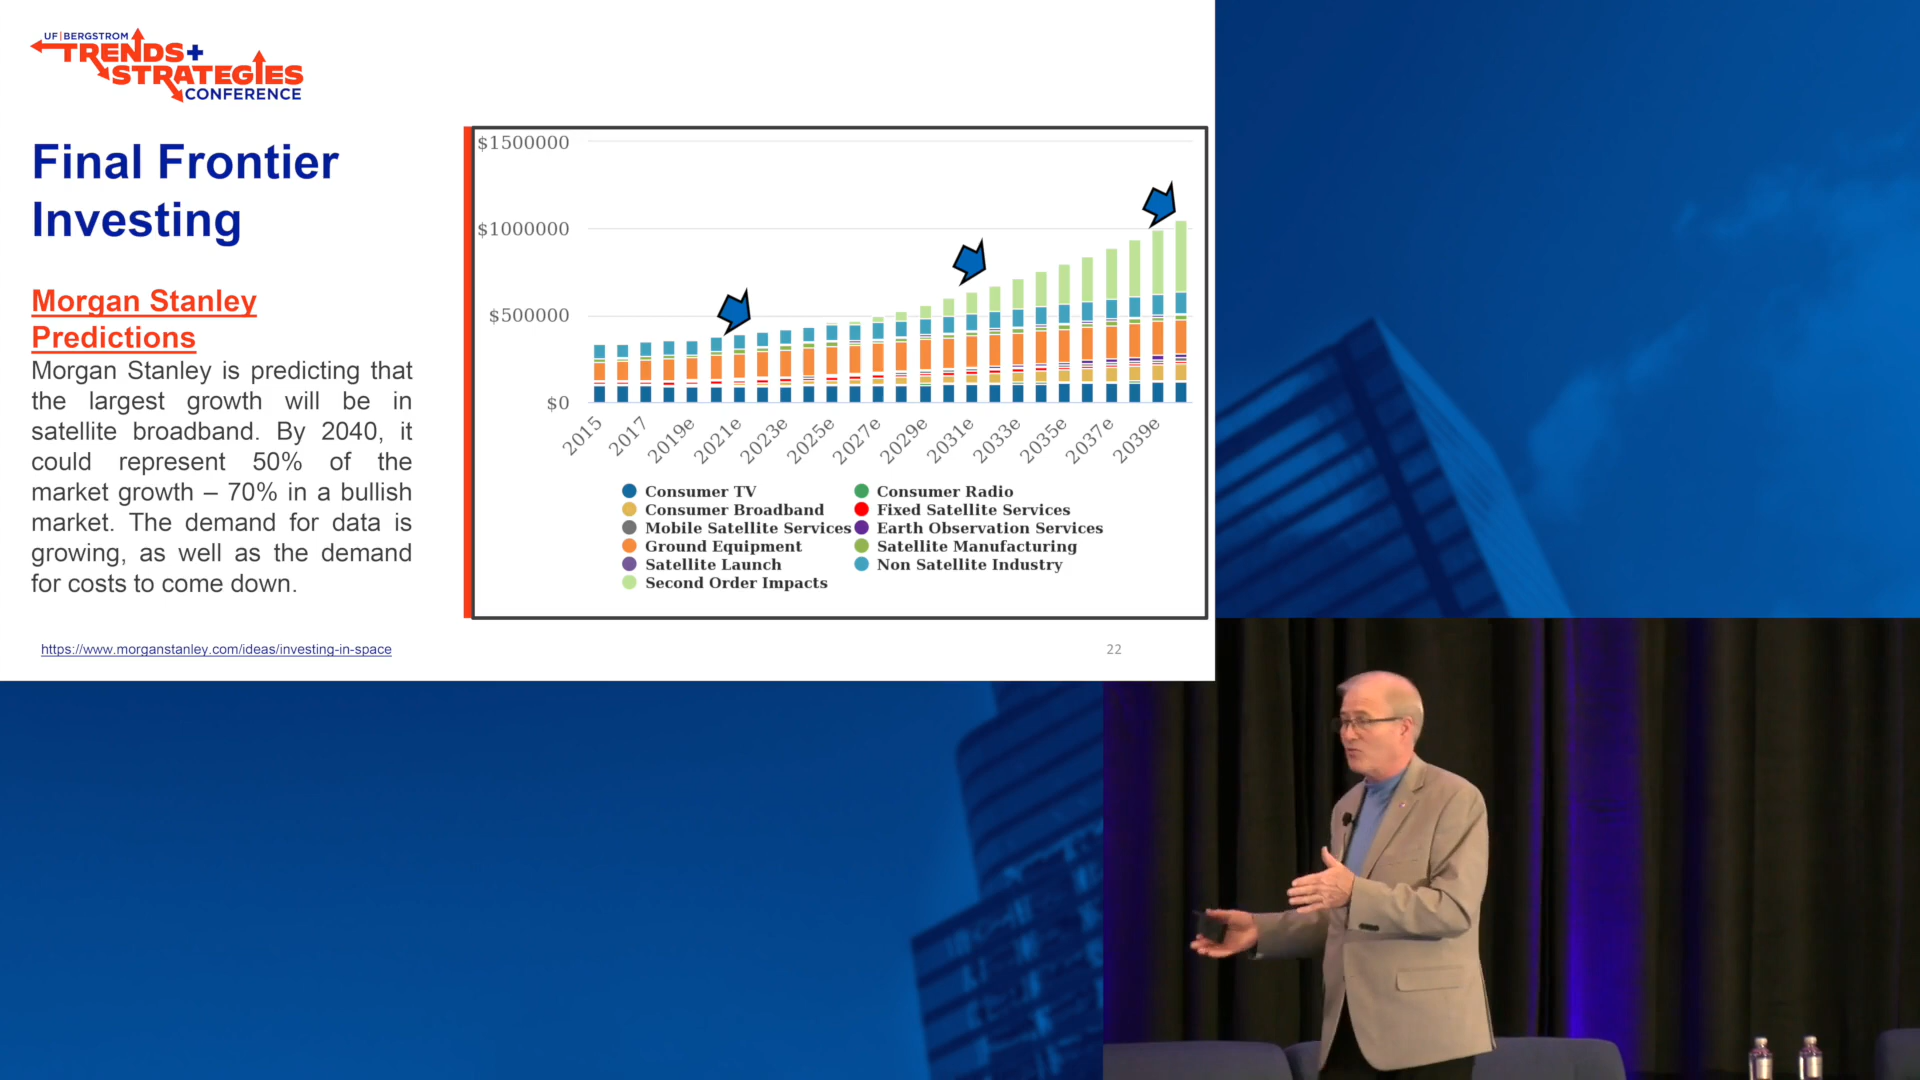 UF|BERGSTROM
TRENDS+
STRATEGIES
CONFERENCE
Final Frontier
Investing
Morgan Stanley
Predictions
Morgan Stanley is predicting that
the largest growth will be in
satellite broadband. By 2040, it
could represent 50% of the
market growth – 70% in a bullish
market. The demand for data is
growing, as well as the demand
for costs to come down.
https://www.morganstanley.com/ideas/investing-in-space
$1500000
$1000000
$500000
$0
2015
2017
2019e
2021e
2023e
2025e
2027e
2029e
2031e
2033e
2035e
2037e
2039e
Consumer TV
Consumer Radio
Consumer Broadband
Fixed Satellite Services
Mobile Satellite Services
Earth Observation Services
Ground Equipment
Satellite Manufacturing
Satellite Launch
Non Satellite Industry
Second Order Impacts
22